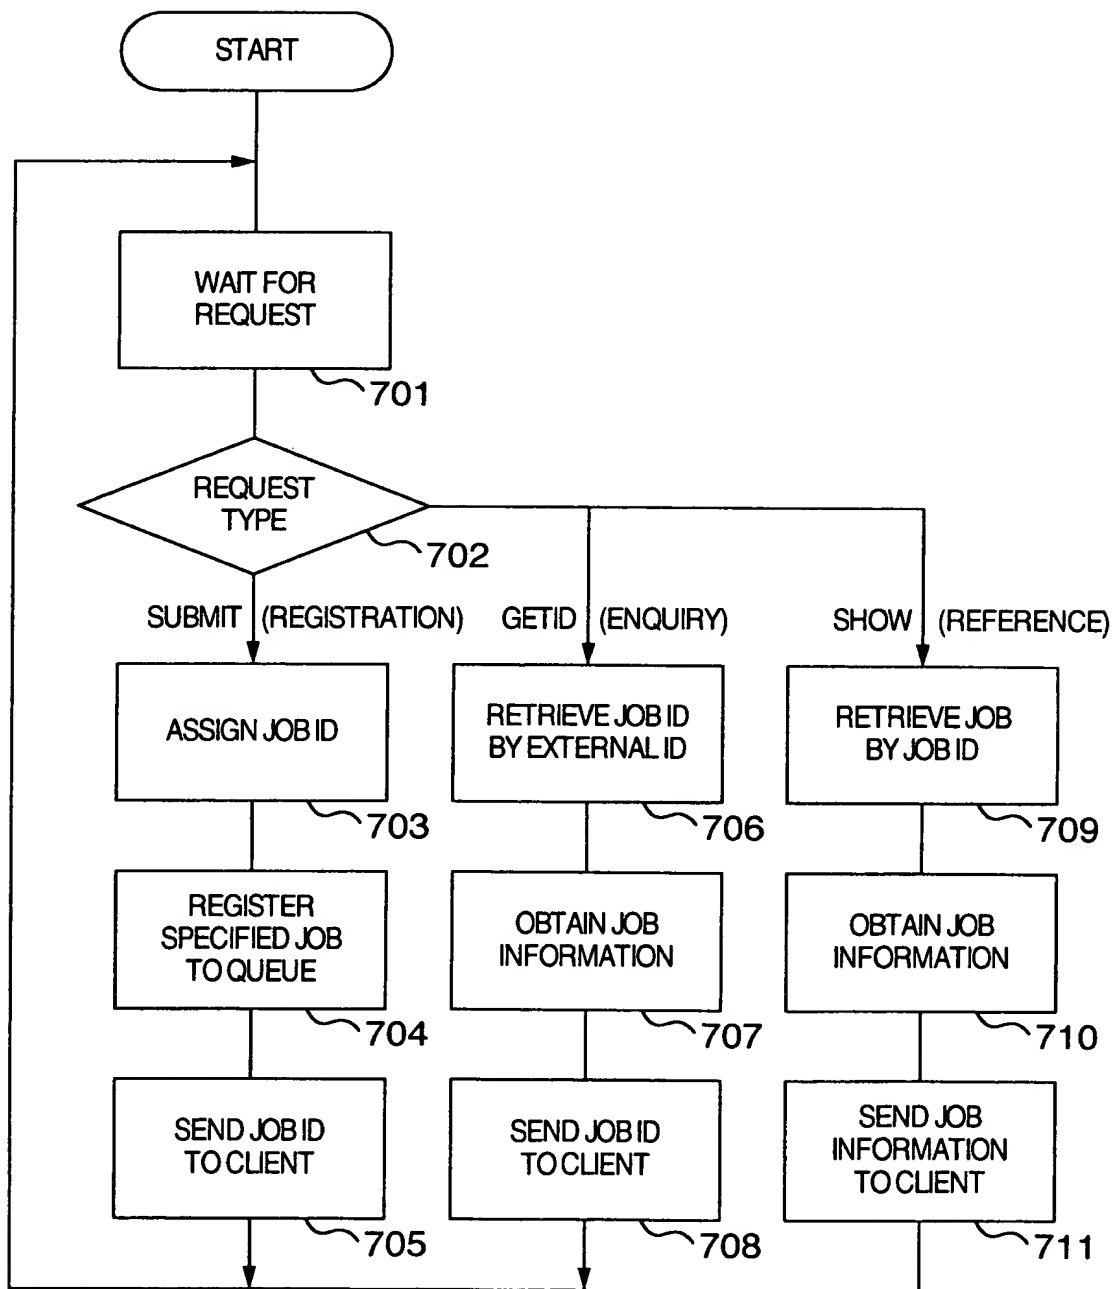 START
WAIT FOR
REQUEST
701
REQUEST
TYPE
702
SUBMIT (REGISTRATION)
GETID (ENQUIRY)
SHOW (REFERENCE)
ASSIGN JOB ID
703
RETRIEVE JOB ID
BY EXTERNAL ID
706
RETRIEVE JOB
BY JOB ID
709
REGISTER
SPECIFIED JOB
TO QUEUE
704
OBTAIN JOB
INFORMATION
707
OBTAIN JOB
INFORMATION
710
SEND JOB ID
TO CLIENT
705
SEND JOB ID
TO CLIENT
708
SEND JOB
INFORMATION
TO CLIENT
711